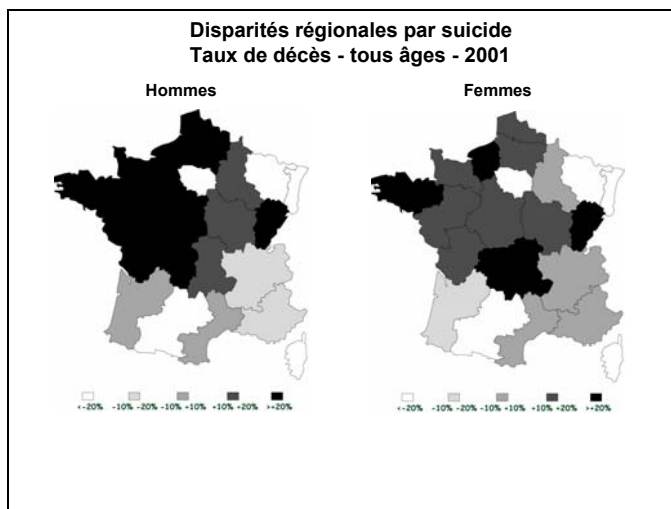 Disparités régionales par suicide
Taux de décès - tous âges - 2001
Hommes
Femmes
<-20% -10% -20% -10% +10% +10% +20% >+20%
<-20% -10% -20% -10% +10% +10% +20% >+20%